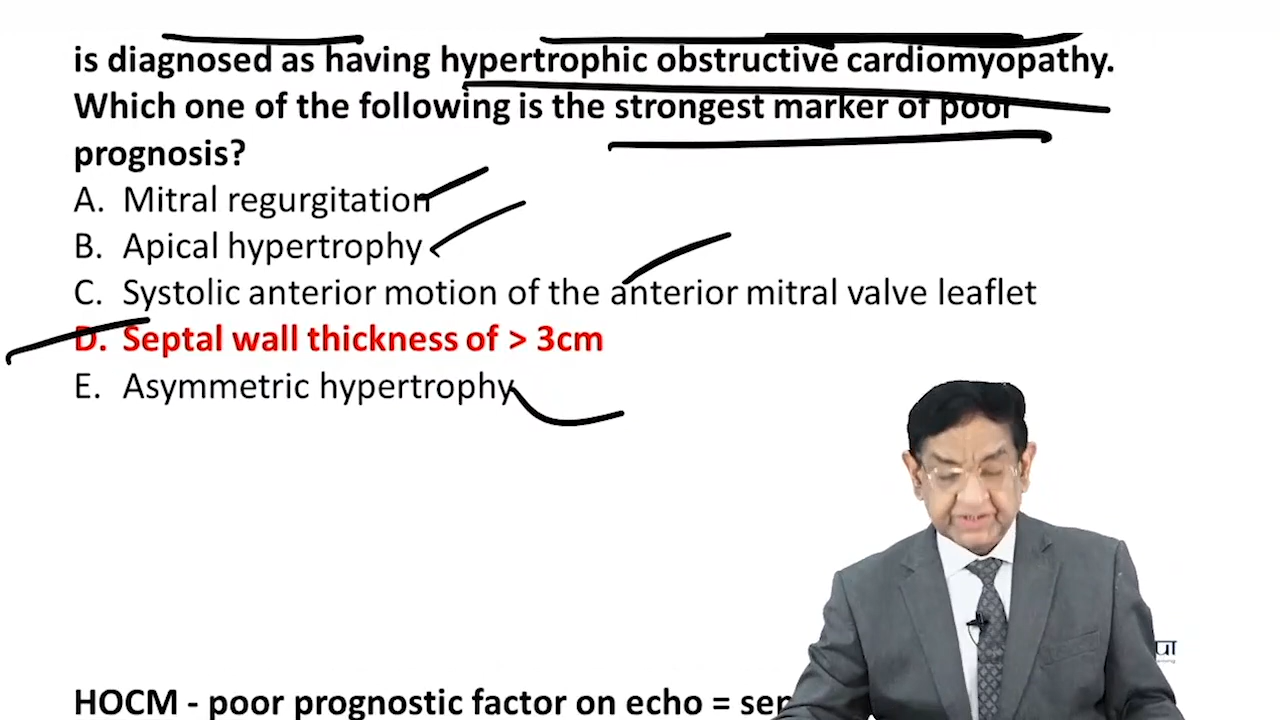 is diagnosed as having hypertrophic obstructive cardiomyopathy.
Which one of the following is the strongest marker of poor
prognosis?
A. Mitral regurgitation
B. Apical hypertrophy
C. Systolic anterior motion of the anterior mitral valve leaflet
D. Septal wall thickness of > 3cm
E. Asymmetric hypertrophy
HOCM - poor prognostic factor on echo =